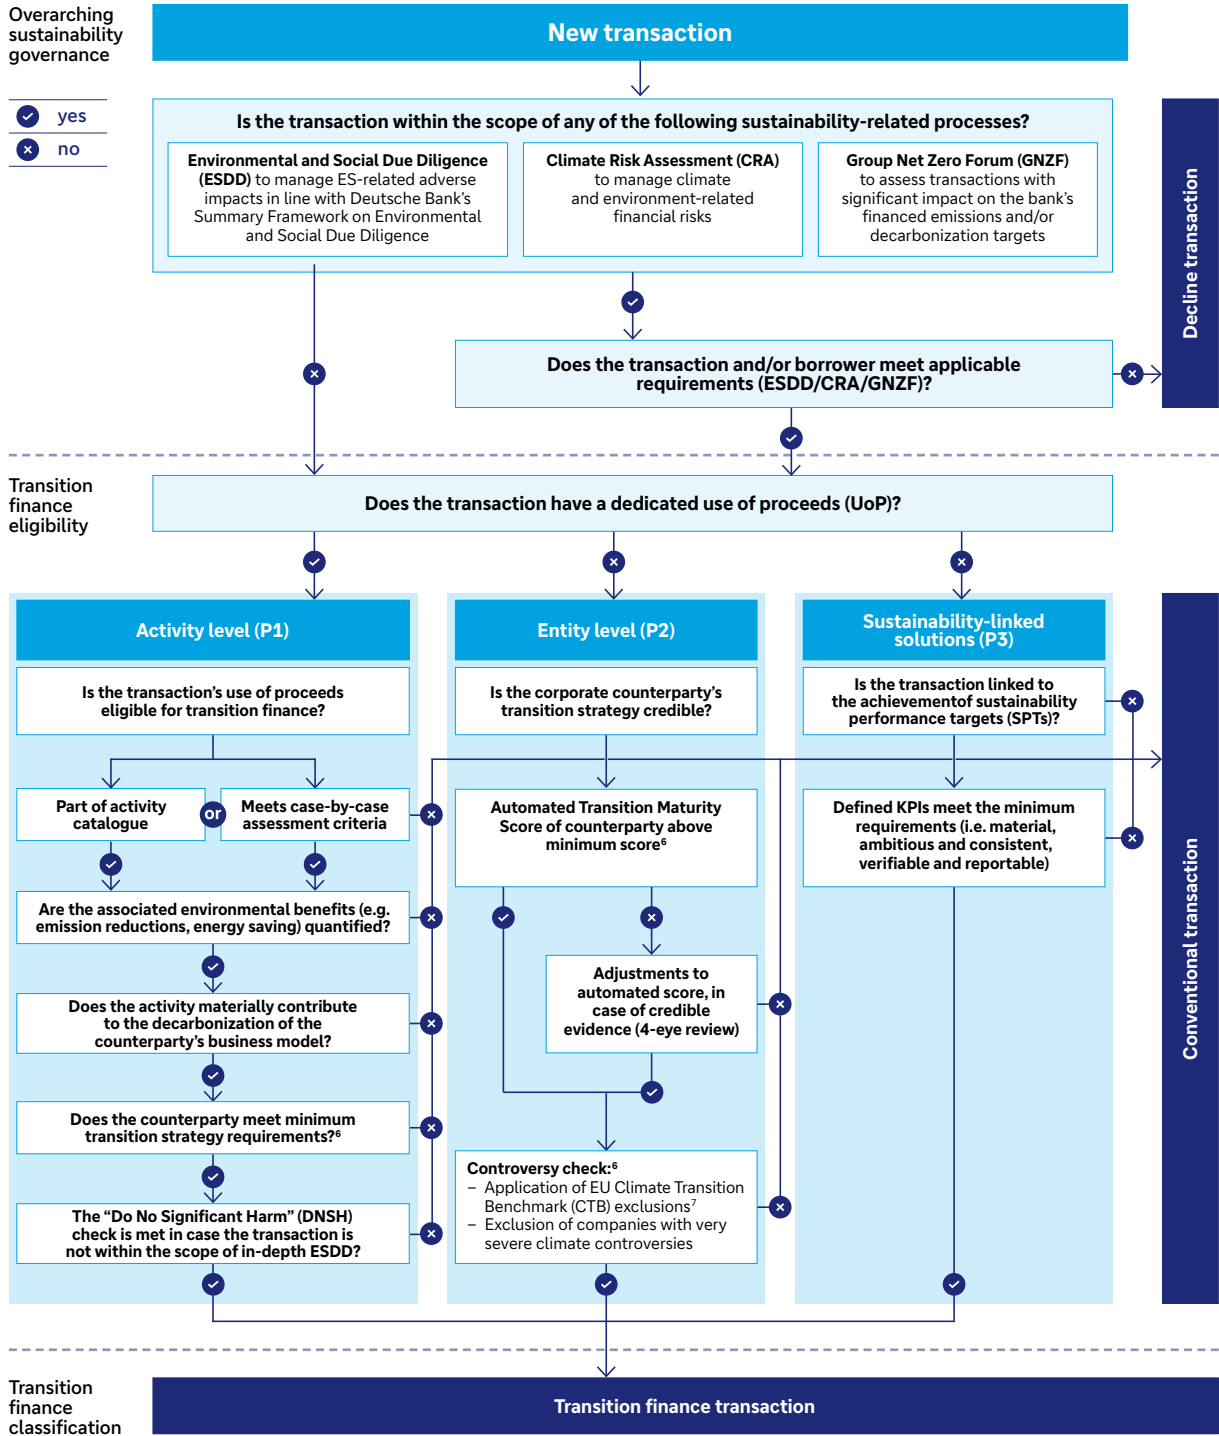 Overarching
sustainability
governance
New transaction
yes
no
Is the transaction within the scope of any of the following sustainability-related processes?
Environmental and Social Due Diligence
(ESDD) to manage ES-related adverse
impacts in line with Deutsche Bank's
Summary Framework on Environmental
and Social Due Diligence
Climate Risk Assessment (CRA)
to manage climate
and environment-related
financial risks
Group Net Zero Forum (GNZF)
to assess transactions with
significant impact on the bank's
financed emissions and/or
decarbonization targets
Decline transaction
Does the transaction and/or borrower meet applicable
requirements (ESDD/CRA/GNZF)?
Transition
finance
eligibility
Does the transaction have a dedicated use of proceeds (UoP)?
Activity level (P1)
Is the transaction's use of proceeds
eligible for transition finance?
Part of activity
catalogue
or
Meets case-by-case
assessment criteria
Are the associated environmental benefits (e.g.
emission reductions, energy saving) quantified?
Does the activity materially contribute
to the decarbonization of the
counterparty's business model?
Does the counterparty meet minimum
transition strategy requirements?⁶
The "Do No Significant Harm" (DNSH)
check is met in case the transaction is
not within the scope of in-depth ESDD?
Entity level (P2)
Is the corporate counterparty's
transition strategy credible?
Automated Transition Maturity
Score of counterparty above
minimum score⁶
Adjustments to
automated score, in
case of credible
evidence (4-eye review)
Controversy check:⁶
– Application of EU Climate Transition
Benchmark (CTB) exclusions⁷
– Exclusion of companies with very
severe climate controversies
Sustainability-linked
solutions (P3)
Is the transaction linked to
the achievementof sustainability
performance targets (SPTs)?
Defined KPIs meet the minimum
requirements (i.e. material,
ambitious and consistent,
verifiable and reportable)
Conventional transaction
Transition
finance
classification
Transition finance transaction